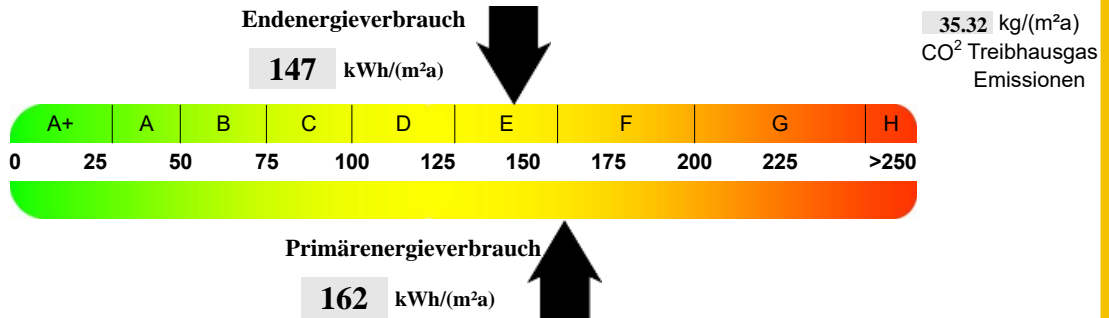 Endenergieverbrauch
147 kWh/(m²a)
35.32 kg/(m²a)
CO² Treibhausgas
Emissionen
A+ A B C D E F G H
0 25 50 75 100 125 150 175 200 225 >250
Primärenergieverbrauch
162 kWh/(m²a)